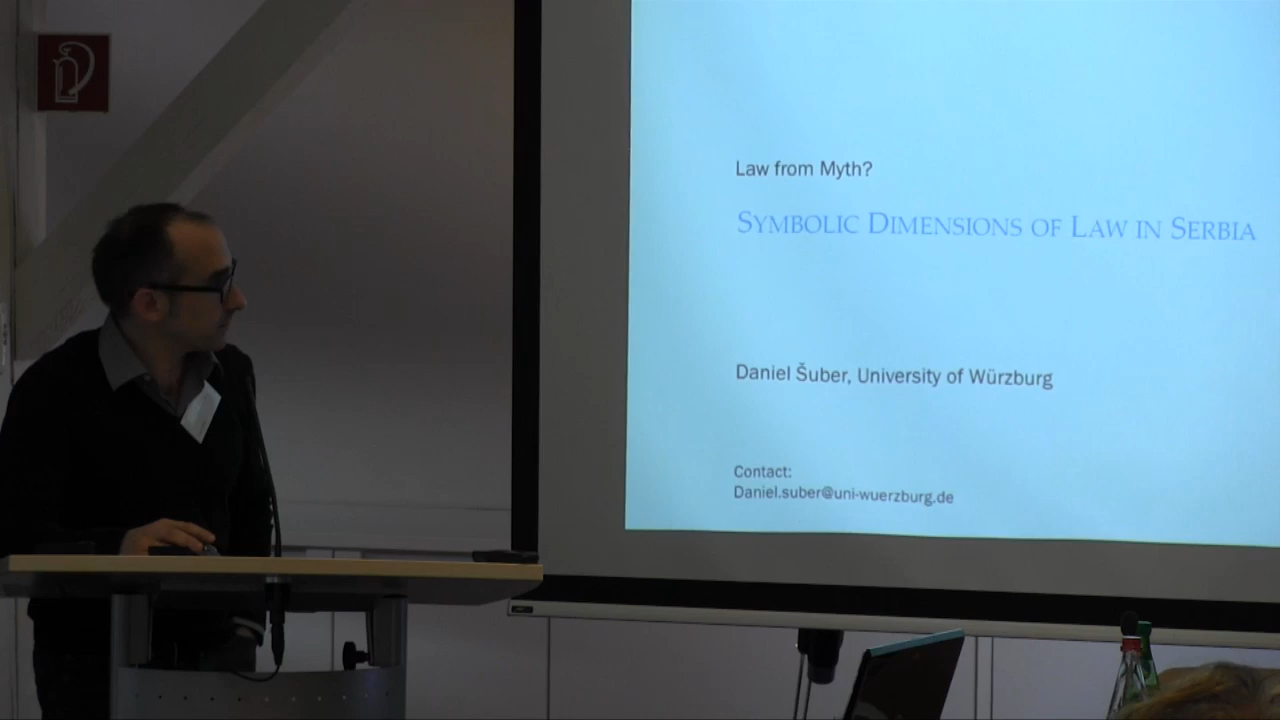 Law from Myth?
SYMBOLIC DIMENSIONS OF LAW IN SERBIA
Daniel Šuber, University of Würzburg
Contact:
Daniel.suber@uni-wuerzburg.de